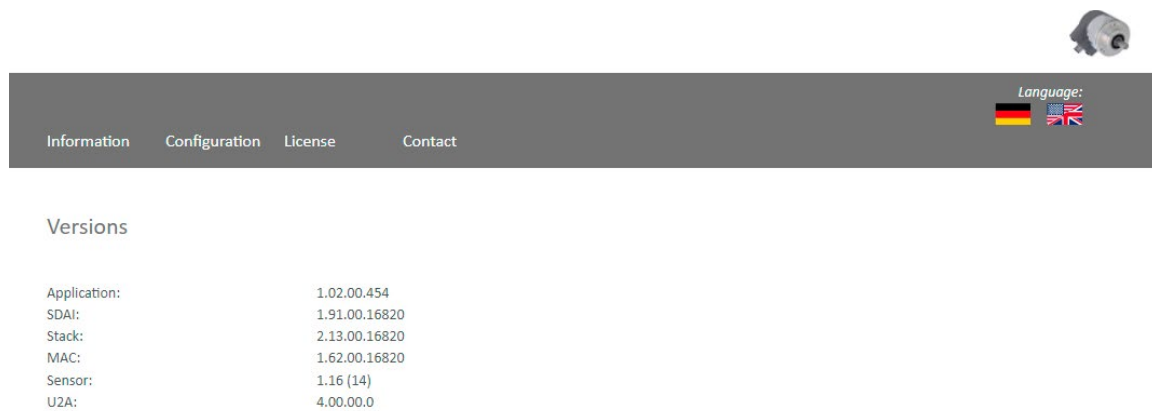 Language:
Information Configuration License Contact
Versions
Application: 1.02.00.454
SDAI: 1.91.00.16820
Stack: 2.13.00.16820
MAC: 1.62.00.16820
Sensor: 1.16 (14)
U2A: 4.00.00.0